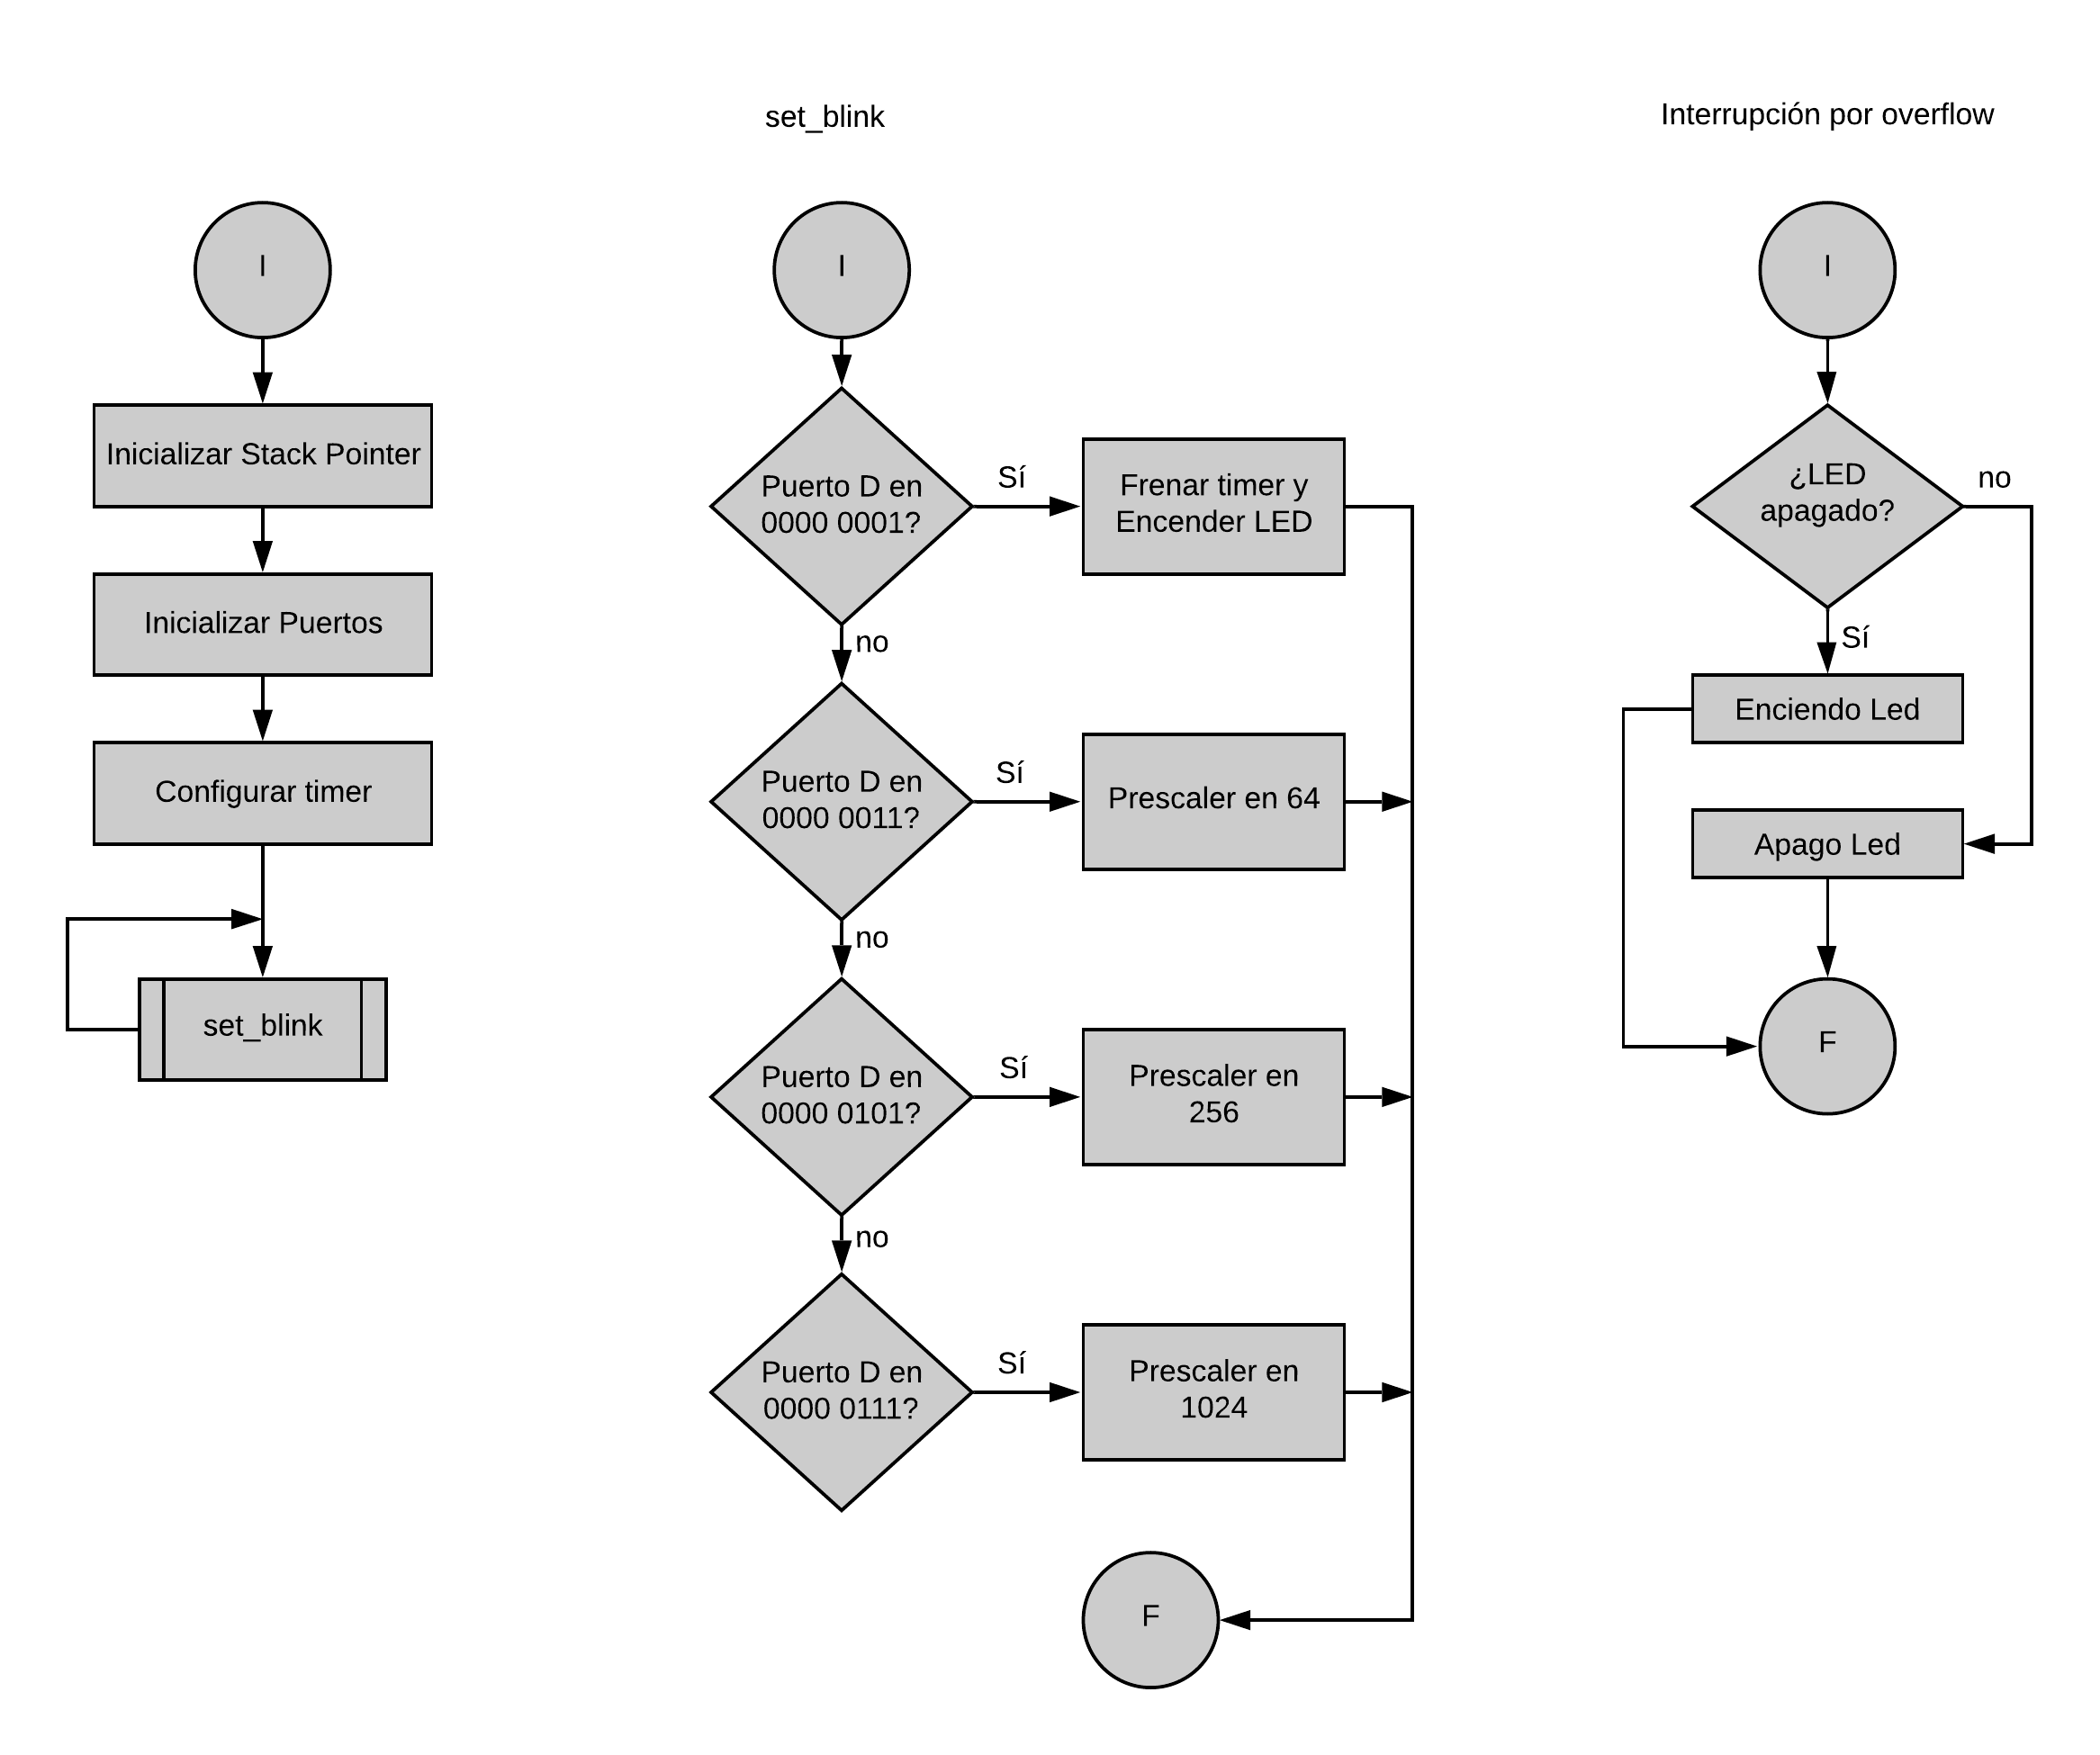 I
Inicializar Stack Pointer
Inicializar Puertos
Configurar timer
set_blink
set_blink
I
Puerto D en
0000 0001?
Sí
Frenar timer y
Encender LED
no
Puerto D en
0000 0011?
Sí
Prescaler en 64
no
Puerto D en
0000 0101?
Sí
Prescaler en
256
no
Puerto D en
0000 0111?
Sí
Prescaler en
1024
F
Interrupción por overflow
I
¿LED
apagado?
no
Sí
Enciendo Led
Apago Led
F